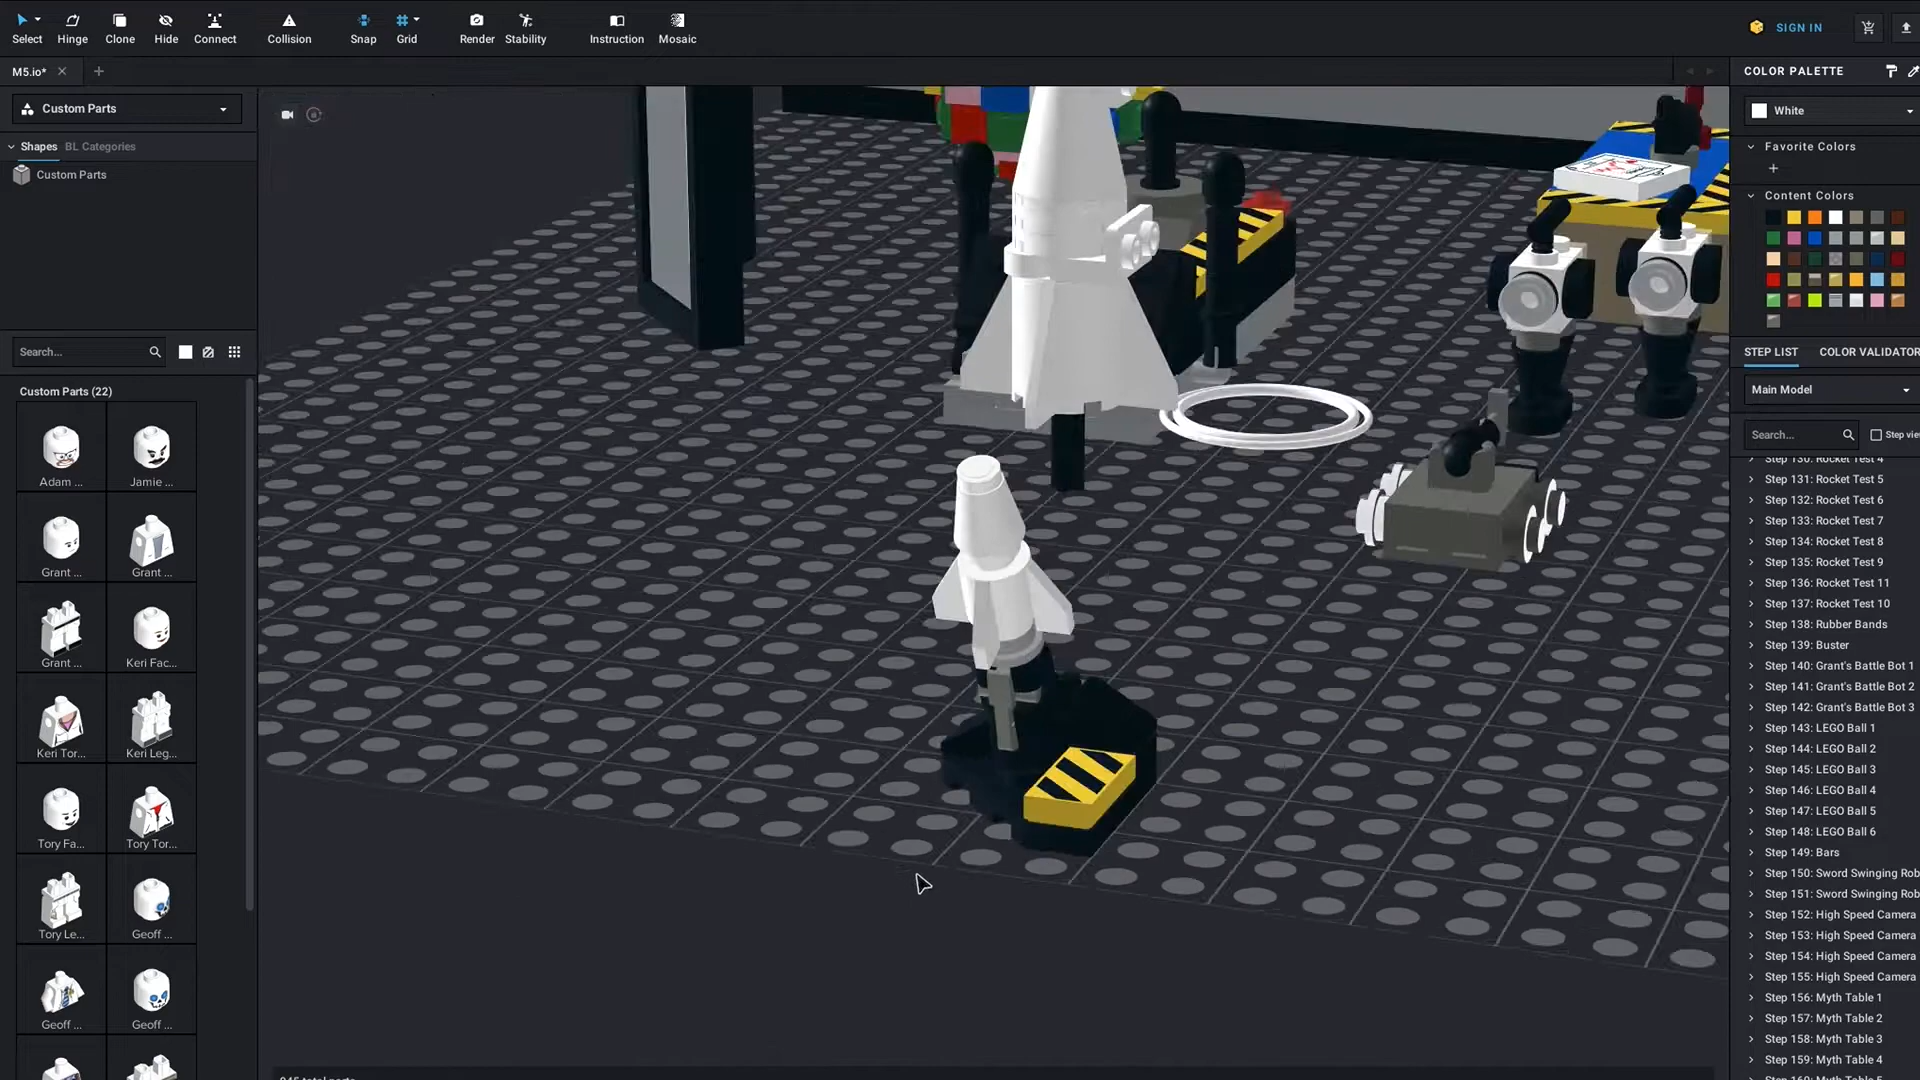 Select
Hinge
Clone
Hide
Connect
Collision
Snap
Grid
Render
Stability
Instruction
Mosaic
SIGN IN
M5.io*
COLOR PALETTE
Custom Parts
White
Shapes
BL Categories
Favorite Colors
Custom Parts
Content Colors
Search...
STEP LIST
COLOR VALIDATOR
Custom Parts (22)
Main Model
Adam ...
Jamie ...
Search...
Step vie
Grant ...
Grant ...
Grant ...
Keri Fac...
Keri Tor...
Keri Leg...
Tory Fa...
Tory Tor...
Tory Le...
Geoff ...
Geoff ...
Geoff ...
Step 130: Rocket Test 4
Step 131: Rocket Test 5
Step 132: Rocket Test 6
Step 133: Rocket Test 7
Step 134: Rocket Test 8
Step 135: Rocket Test 9
Step 136: Rocket Test 11
Step 137: Rocket Test 10
Step 138: Rubber Bands
Step 139: Buster
Step 140: Grant's Battle Bot 1
Step 141: Grant's Battle Bot 2
Step 142: Grant's Battle Bot 3
Step 143: LEGO Ball 1
Step 144: LEGO Ball 2
Step 145: LEGO Ball 3
Step 146: LEGO Ball 4
Step 147: LEGO Ball 5
Step 148: LEGO Ball 6
Step 149: Bars
Step 150: Sword Swinging Rob
Step 151: Sword Swinging Rob
Step 152: High Speed Camera
Step 153: High Speed Camera
Step 154: High Speed Camera
Step 155: High Speed Camera
Step 156: Myth Table 1
Step 157: Myth Table 2
Step 158: Myth Table 3
Step 159: Myth Table 4